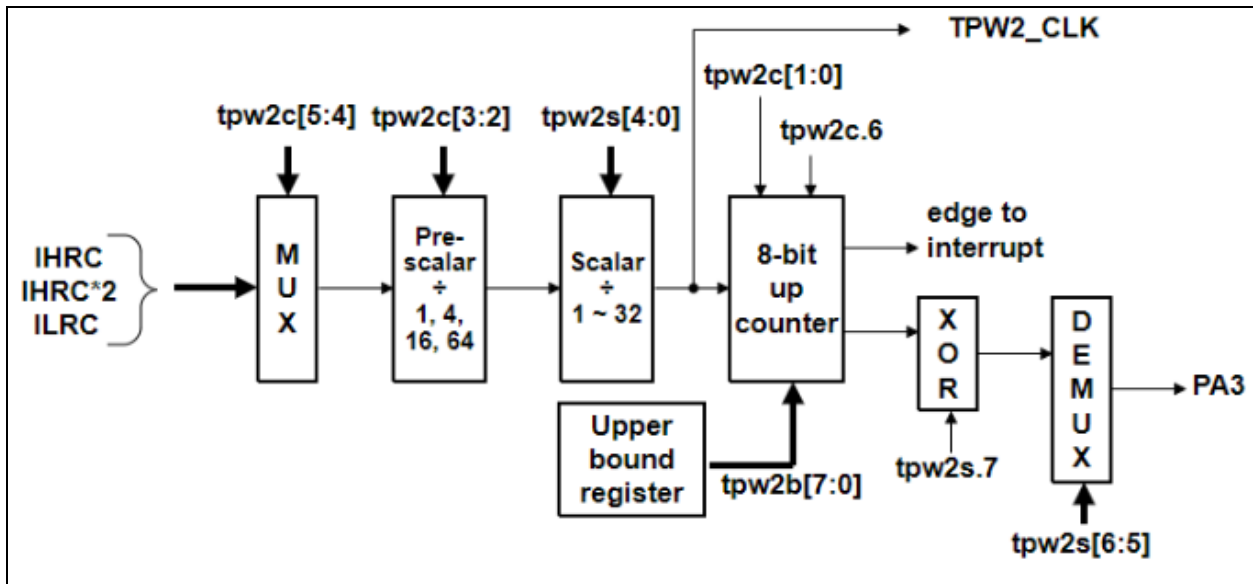 TPW2_CLK
tpw2c[1:0]
tpw2c[5:4]
tpw2c[3:2]
tpw2s[4:0]
tpw2c.6
IHRC
IHRC*2
ILRC
M
U
X
Pre-
scalar
÷
1, 4,
16, 64
Scalar
÷
1 ~ 32
8-bit
up
counter
edge to
interrupt
X
O
R
D
E
M
U
X
PA3
Upper
bound
register
tpw2b[7:0]
tpw2s.7
tpw2s[6:5]